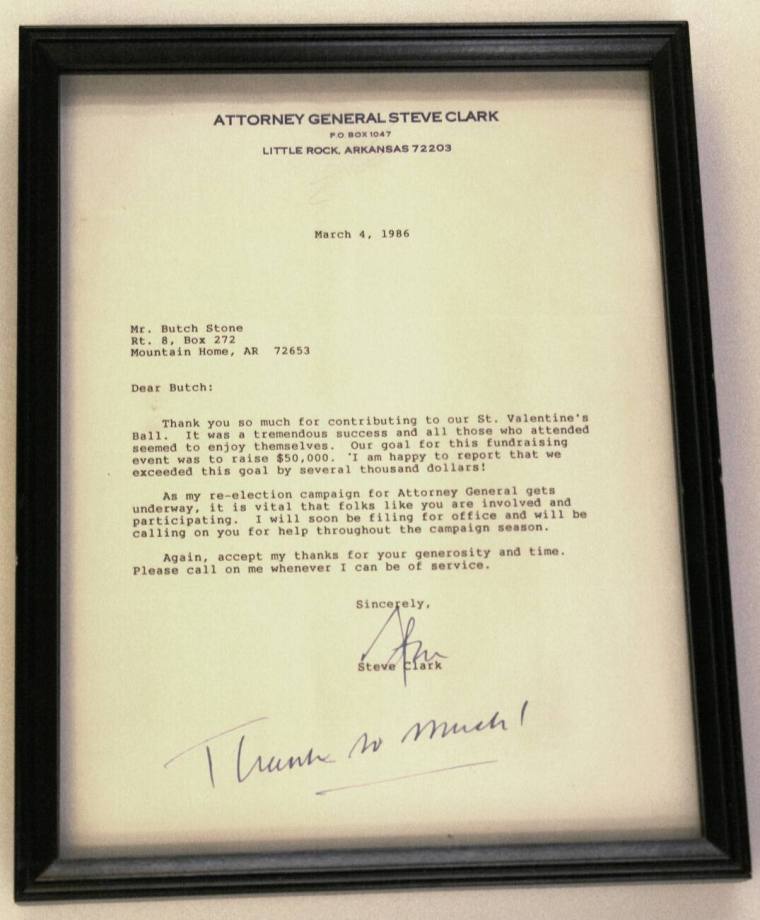 ATTORNEY GENERAL STEVE CLARK
P.O. BOX 1047
LITTLE ROCK, ARKANSAS 72203
March 4, 1986
Mr. Butch Stone
Rt. 8, Box 272
Mountain Home, AR 72653
Dear Butch:
Thank you so much for contributing to our St. Valentine's
Ball. It was a tremendous success and all those who attended
seemed to enjoy themselves. Our goal for this fundraising
event was to raise $50,000. 'I am happy to report that we
exceeded this goal by several thousand dollars!
As my re-election campaign for Attorney General gets
underway, it is vital that folks like you are involved and
participating. I will soon be filing for office and will be
calling on you for help throughout the campaign season.
Again, accept my thanks for your generosity and time.
Please call on me whenever I can be of service.
Sincerely,
Steve
Steve Clark
Thanks so much!